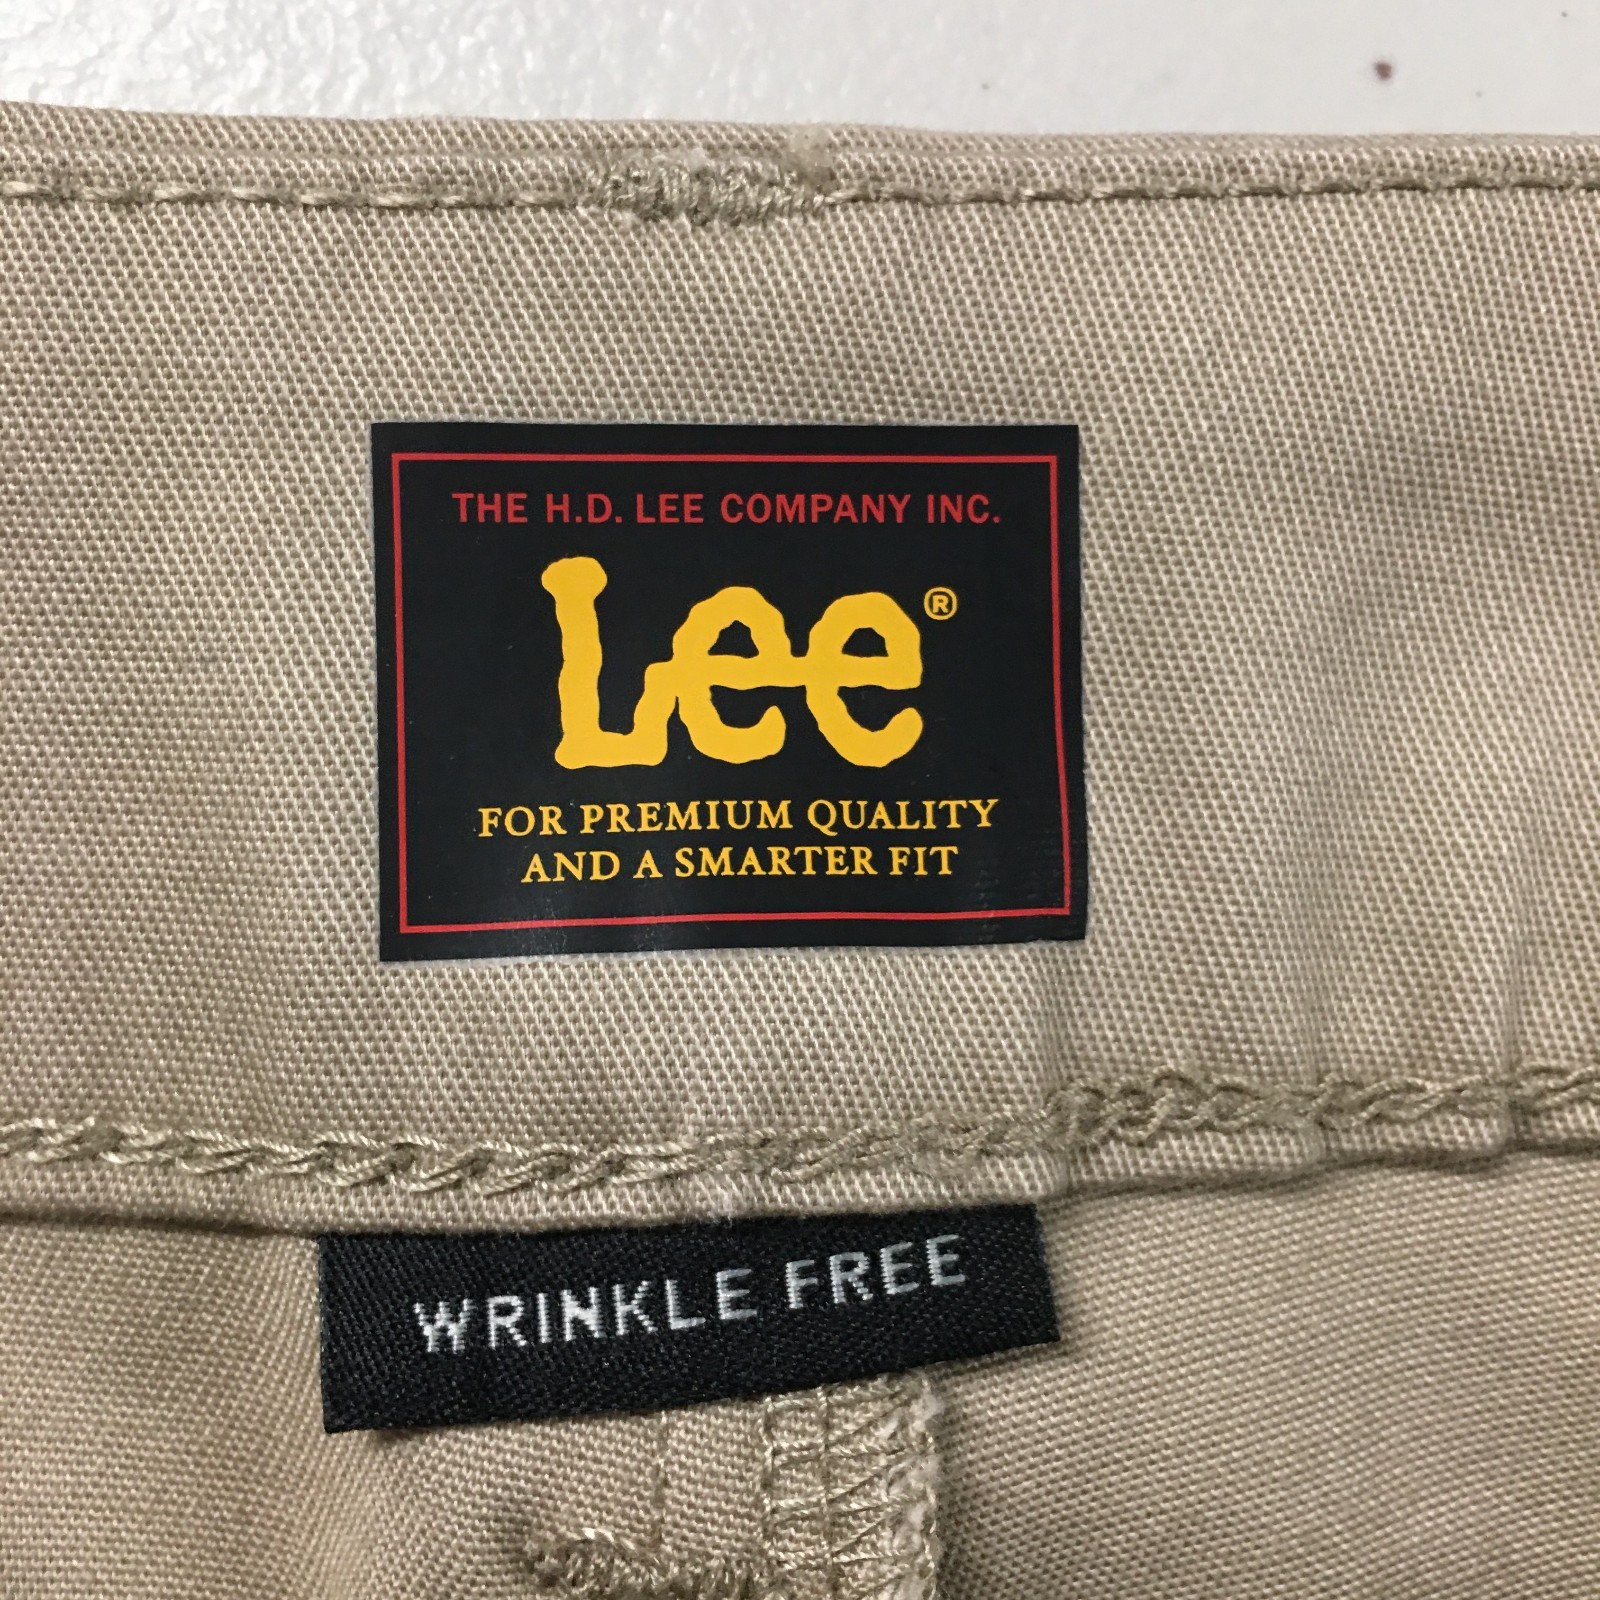 THE H.D. LEE COMPANY INC.
Lee®
FOR PREMIUM QUALITY
AND A SMARTER FIT
WRINKLE FREE